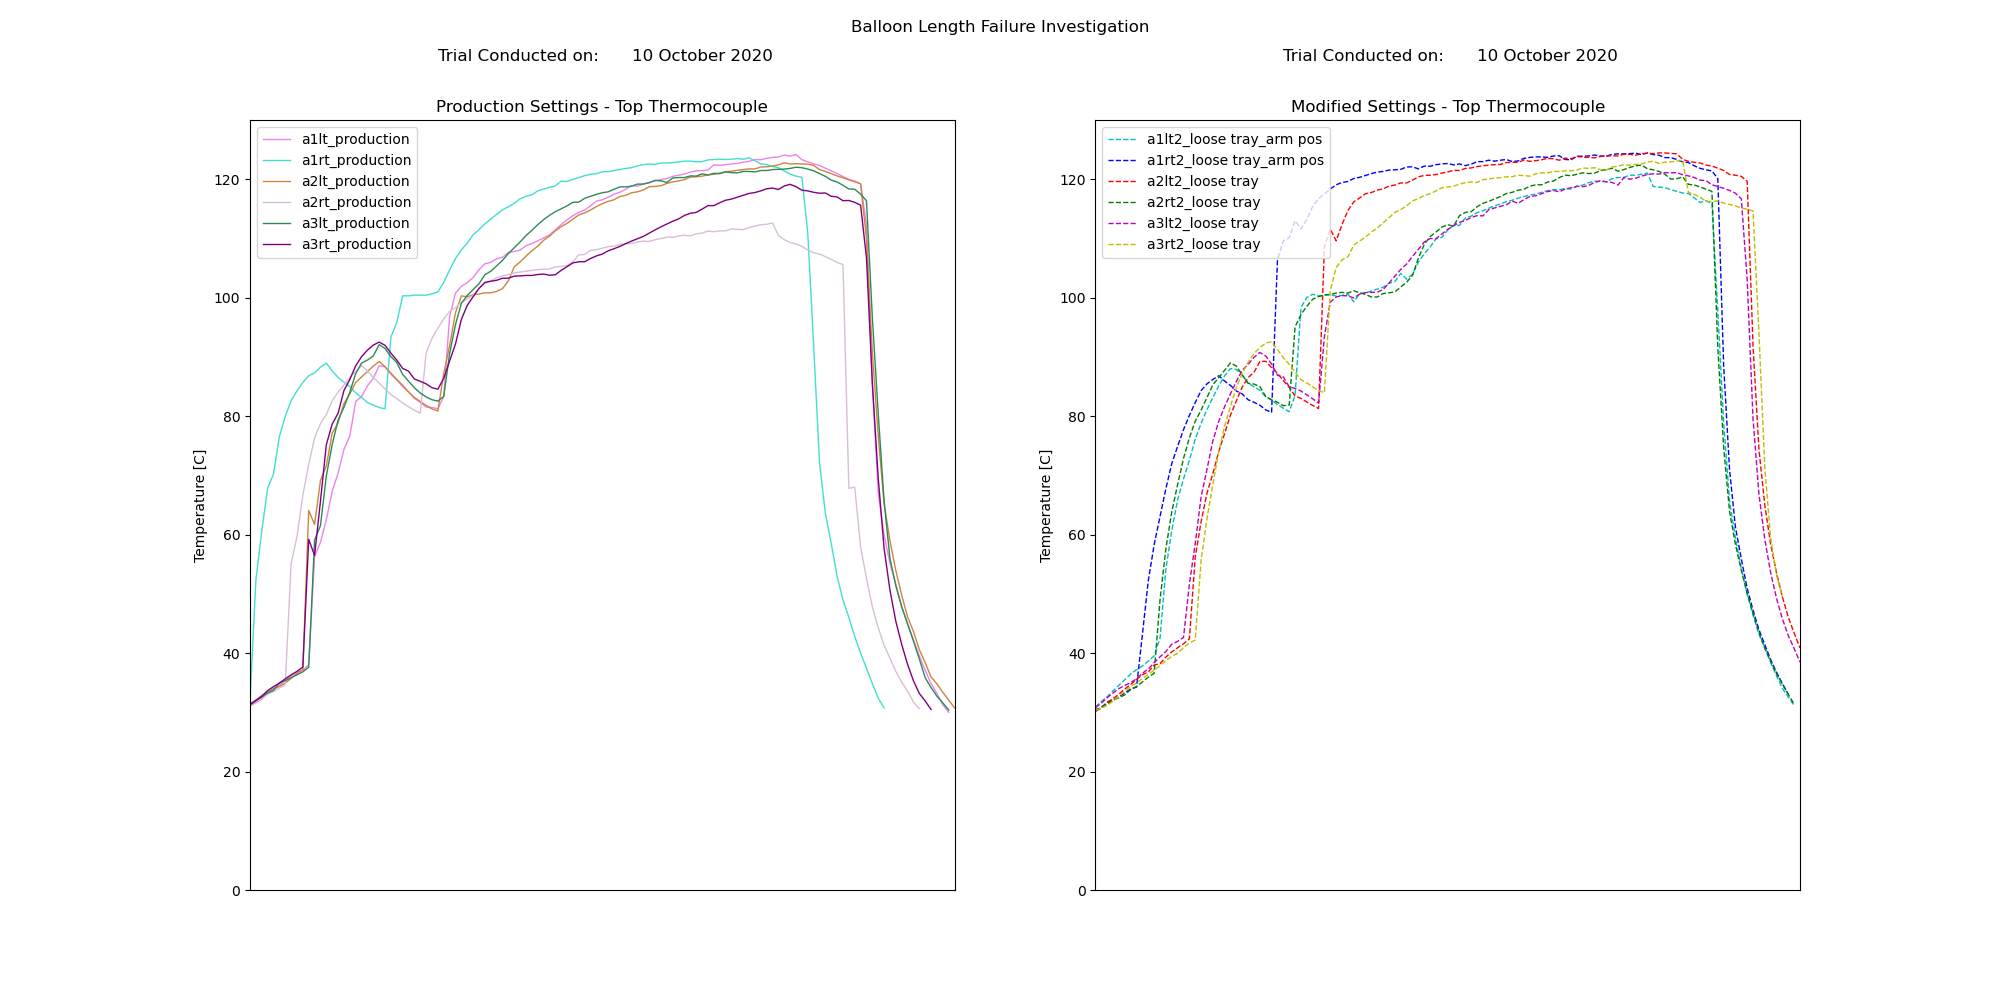 Balloon Length Failure Investigation
Trial Conducted on: 10 October 2020
Trial Conducted on: 10 October 2020
Production Settings - Top Thermocouple
a1lt_production
a1rt_production
a2lt_production
a2rt_production
a3lt_production
a3rt_production
Temperature [C]
120
100
80
60
40
20
0
Modified Settings - Top Thermocouple
a1lt2_loose tray_arm pos
a1rt2_loose tray_arm pos
a2lt2_loose tray
a2rt2_loose tray
a3lt2_loose tray
a3rt2_loose tray
Temperature [C]
120
100
80
60
40
20
0